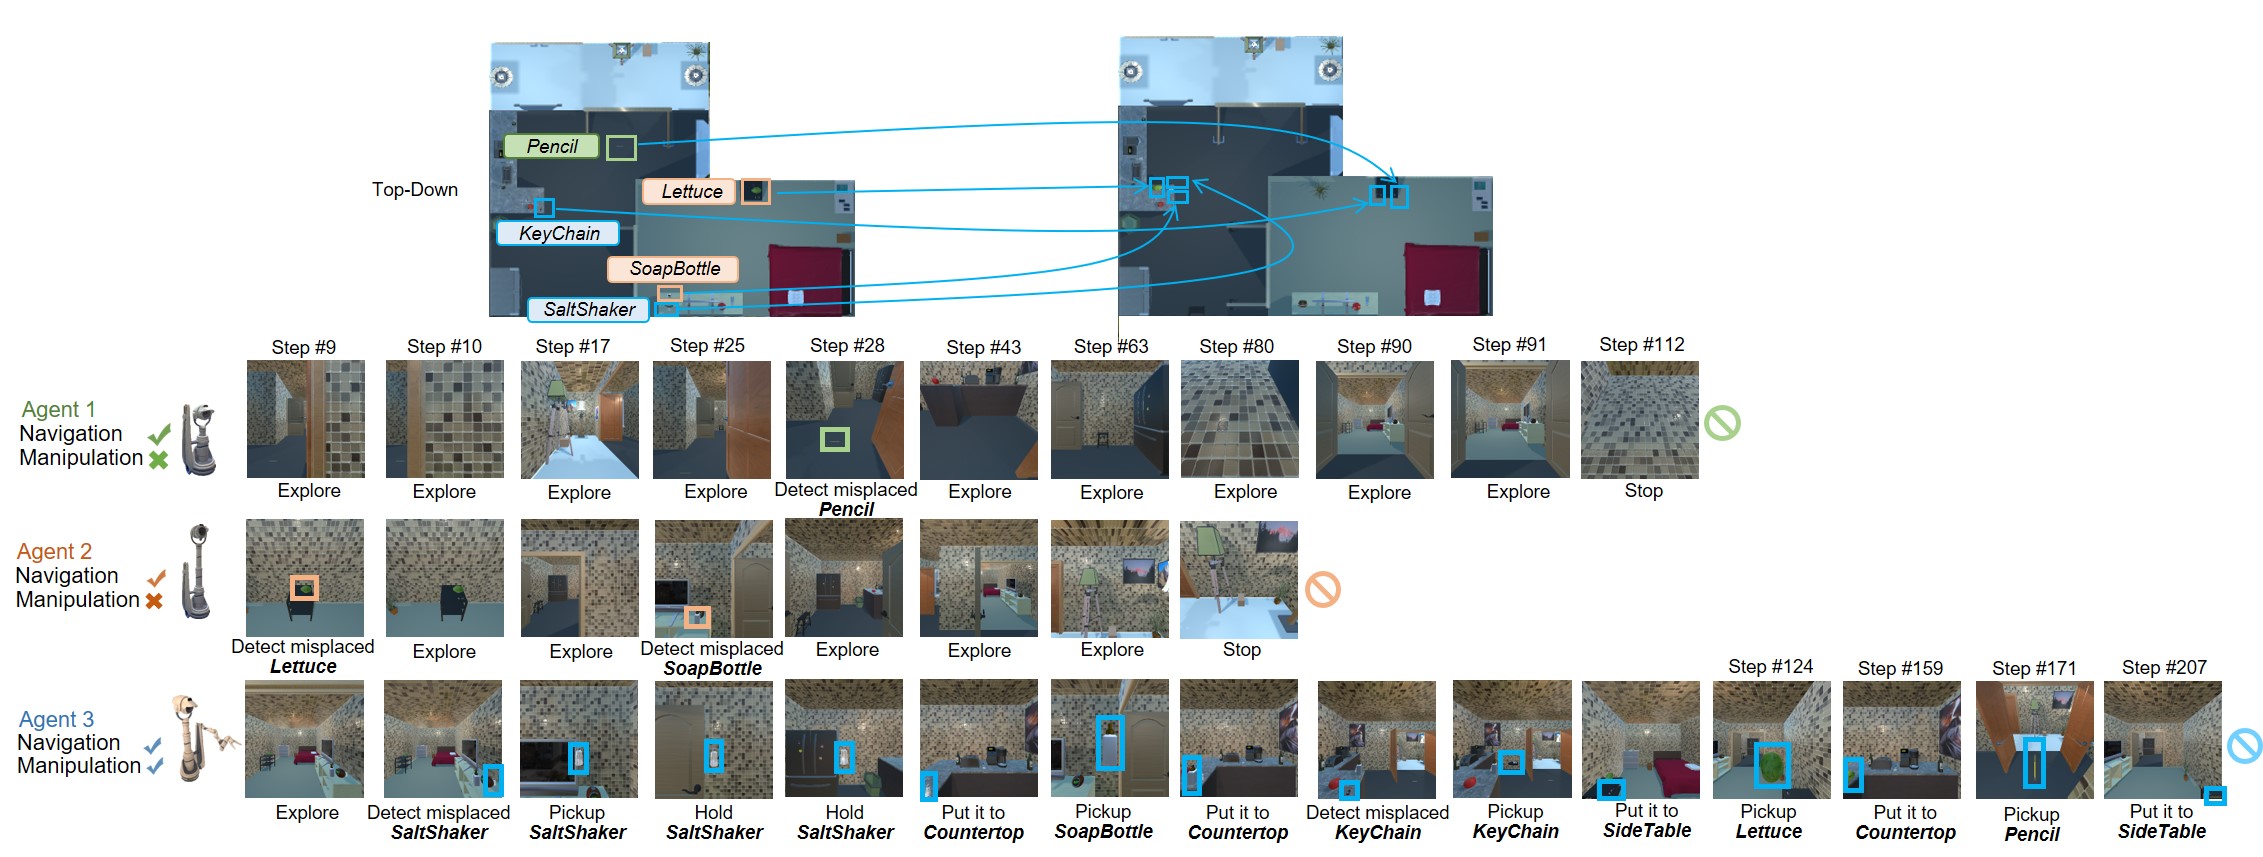 Top-Down
Pencil
Lettuce
KeyChain
SoapBottle
SaltShaker
Step #9
Step #10
Step #17
Step #25
Step #28
Step #43
Step #63
Step #80
Step #90
Step #91
Step #112
Agent 1
Navigation
Manipulation
Explore
Explore
Explore
Explore
Detect misplaced
Pencil
Explore
Explore
Explore
Explore
Explore
Stop
Agent 2
Navigation
Manipulation
Detect misplaced
Lettuce
Explore
Explore
Detect misplaced
SoapBottle
Explore
Explore
Explore
Stop
Step #124
Step #159
Step #171
Step #207
Agent 3
Navigation
Manipulation
Explore
Detect misplaced
SaltShaker
Pickup
SaltShaker
Hold
SaltShaker
Hold
SaltShaker
Put it to
Countertop
Pickup
SoapBottle
Put it to
Countertop
Detect misplaced
KeyChain
Pickup
KeyChain
Put it to
SideTable
Pickup
Lettuce
Put it to
Countertop
Pickup
Pencil
Put it to
SideTable